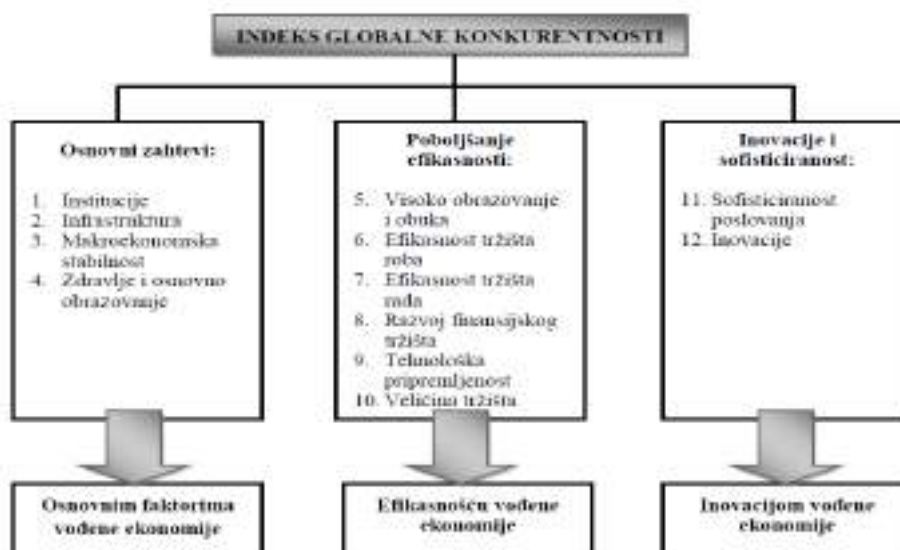 INDEKS GLOBALNE KONKURENTNOSTI
Osnovni zahtevi:
1. Institucije
2. Infrastruktura
3. Makroekonomska
stabilnost
4. Zdravlje i osnovno
obrazovanje
Poboljšanje
efikasnosti:
5. Visoko obrazovanje
i obuka
6. Efikasnost tržišta
roba
7. Efikasnost tržišta
rada
8. Razvoj finansijskog
tržišta
9. Tehnološka
pripremljenost
10. Veličina tržišta
Inovacije i
sofisticiranost:
11. Sofisticiranost
poslovanja
12. Inovacije
Osnovnim faktorima
vođene ekonomije
Efikasnošću vođene
ekonomije
Inovacijom vođene
ekonomije